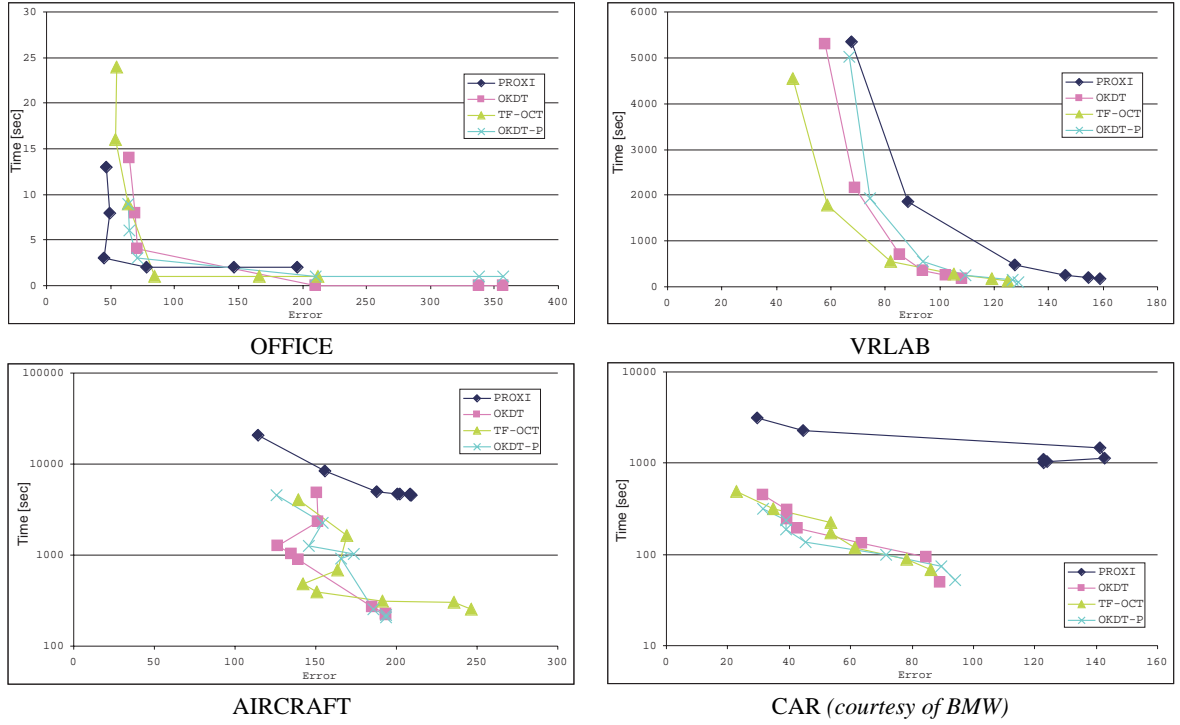 30
25
20
15
10
5
0
Time [sec]
0 50 100 150 200 250 300 350 400
Error
PROXI
OKDT
TF-OCT
OKDT-P
OFFICE
6000
5000
4000
3000
2000
1000
0
Time [sec]
0 20 40 60 80 100 120 140 160 180
Error
PROXI
OKDT
TF-OCT
OKDT-P
VRLAB
100000
10000
1000
100
Time [sec]
0 50 100 150 200 250 300
Error
PROXI
OKDT
TF-OCT
OKDT-P
AIRCRAFT
10000
1000
100
10
Time [sec]
0 20 40 60 80 100 120 140 160
Error
PROXI
OKDT
TF-OCT
OKDT-P
CAR (courtesy of BMW)